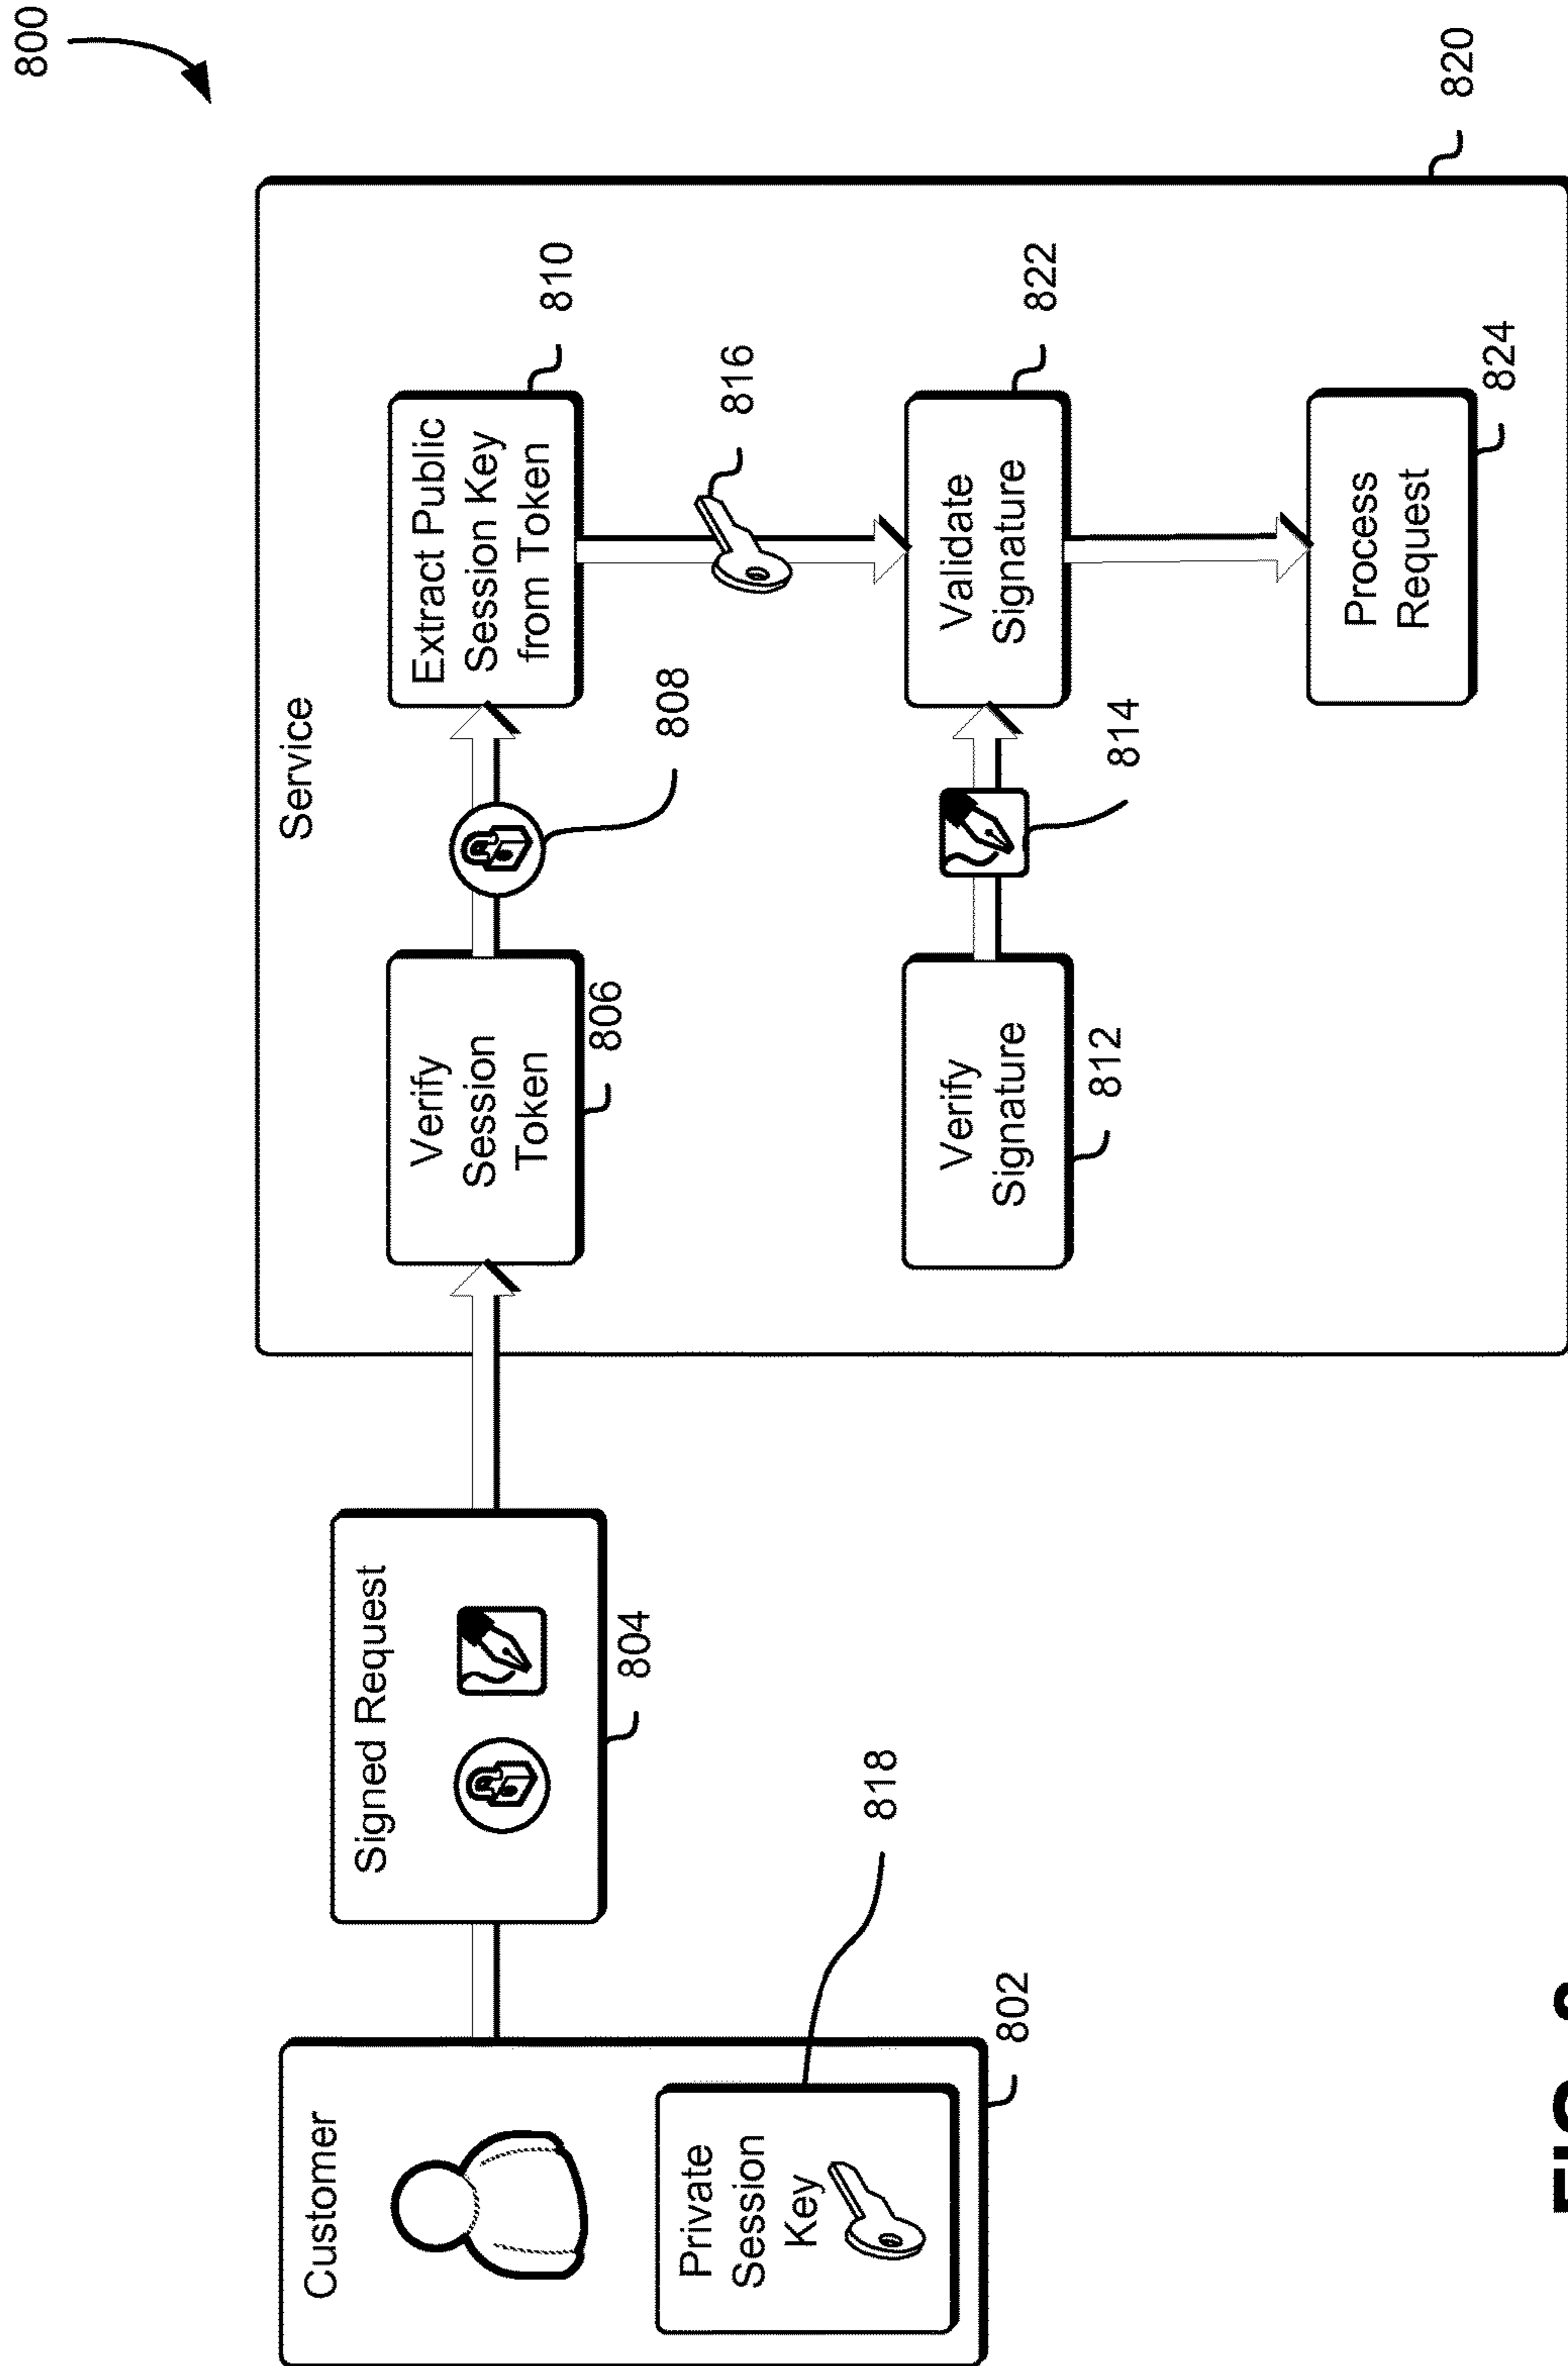 800
Customer
Private
Session
Key
818
802
Signed Request
804
Service
Verify
Session
Token
806
808
Extract Public
Session Key
from Token
810
816
Verify
Signature
812
814
Validate
Signature
822
Process
Request
824
820